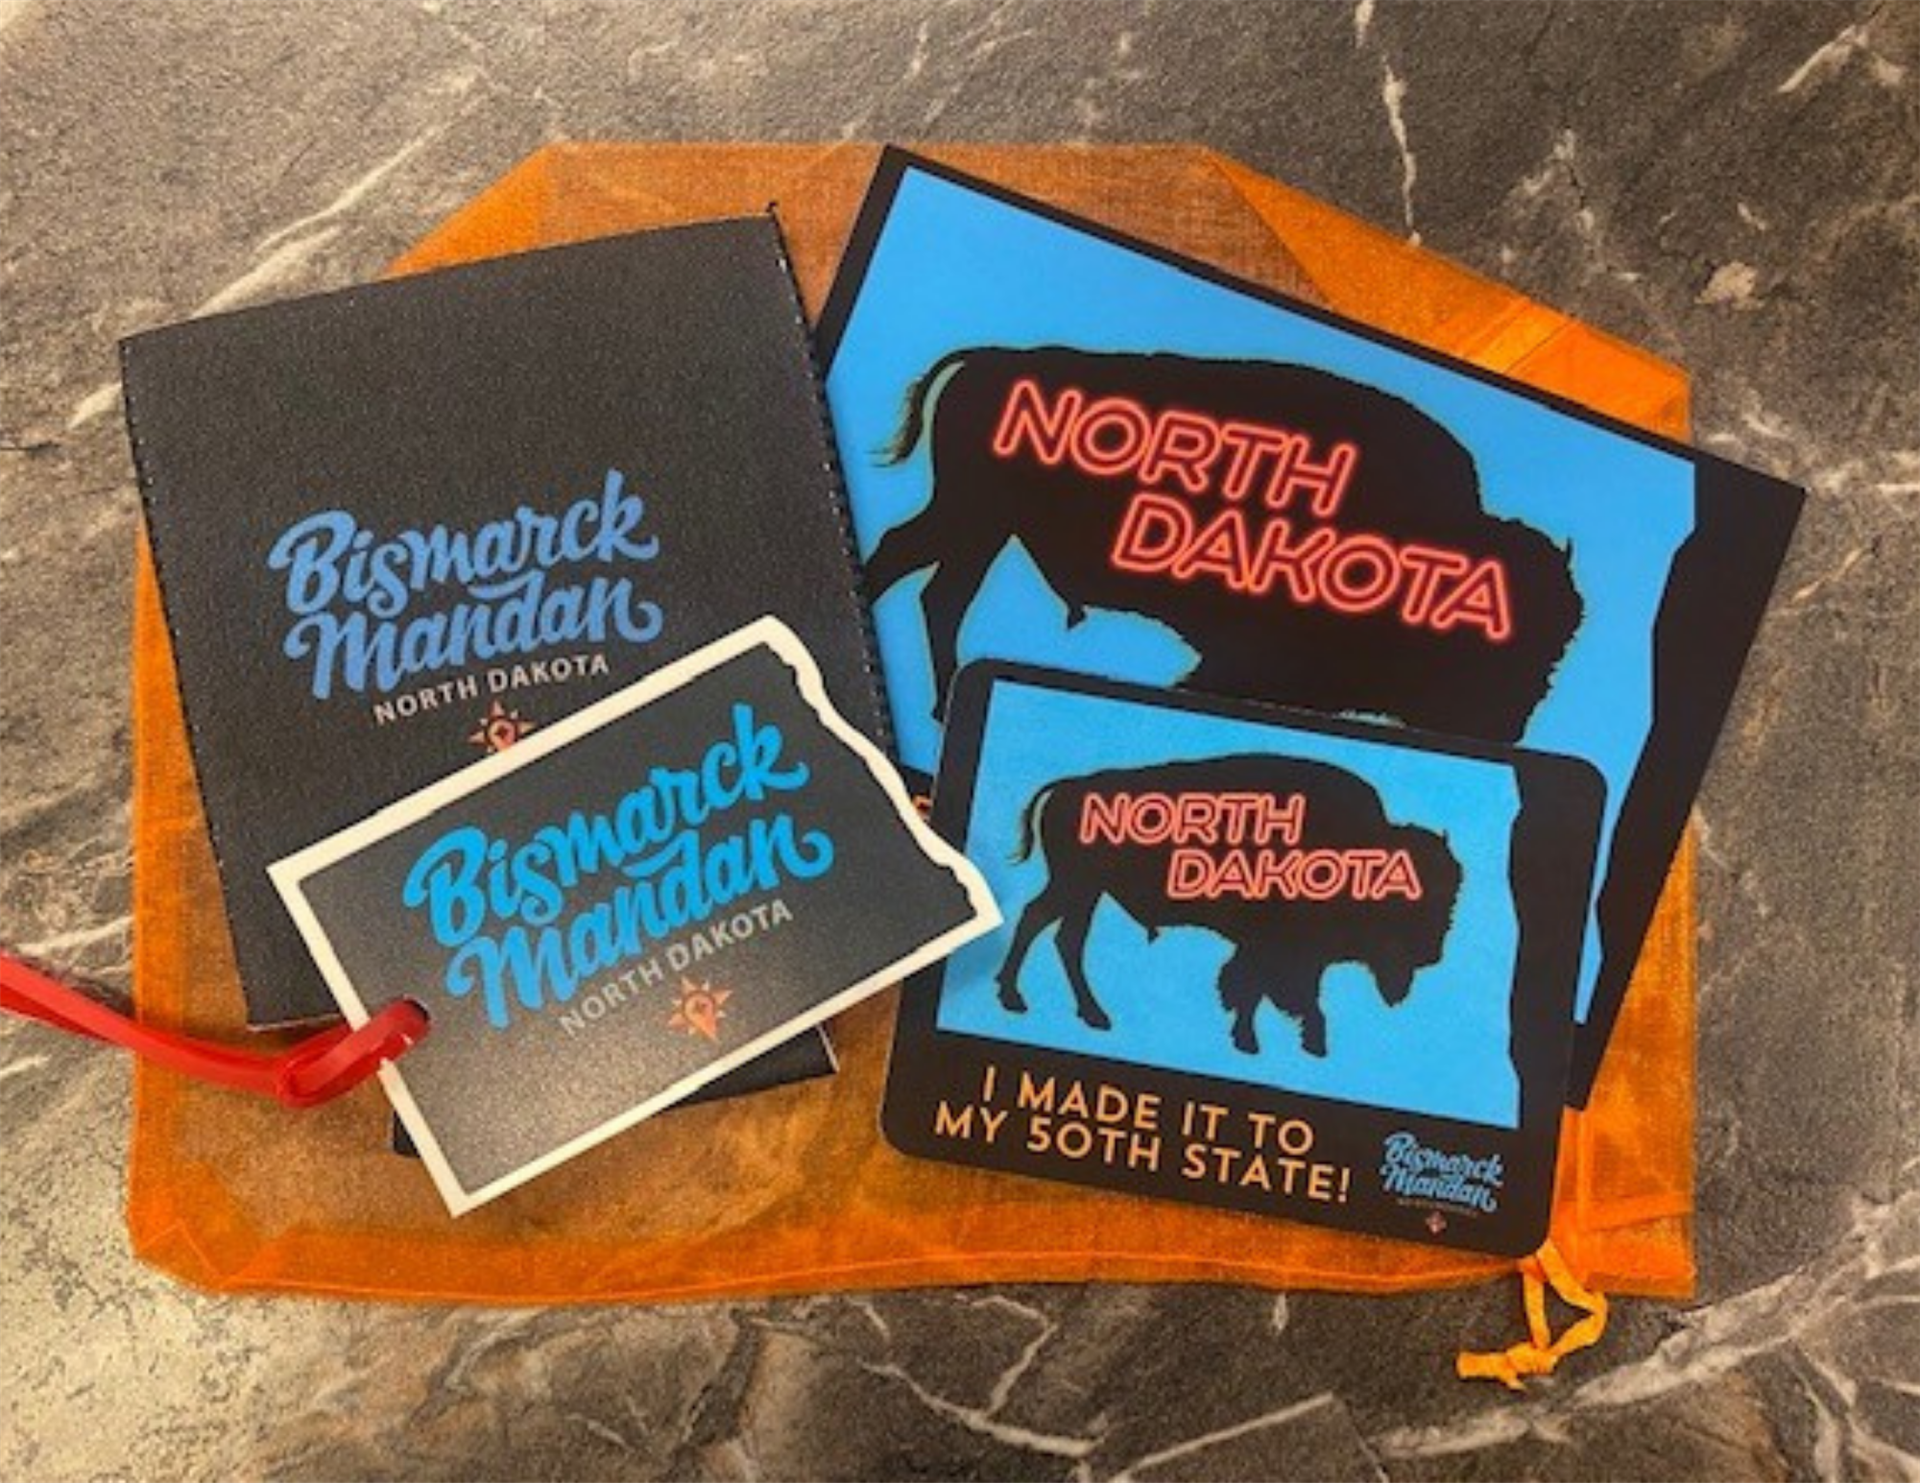 Bismarck
Mandan
NORTH DAKOTA
NORTH
DAKOTA
Bismarck
Mandan
NORTH DAKOTA
NORTH
DAKOTA
I MADE IT TO
MY 50TH STATE!
Bismarck
Mandan